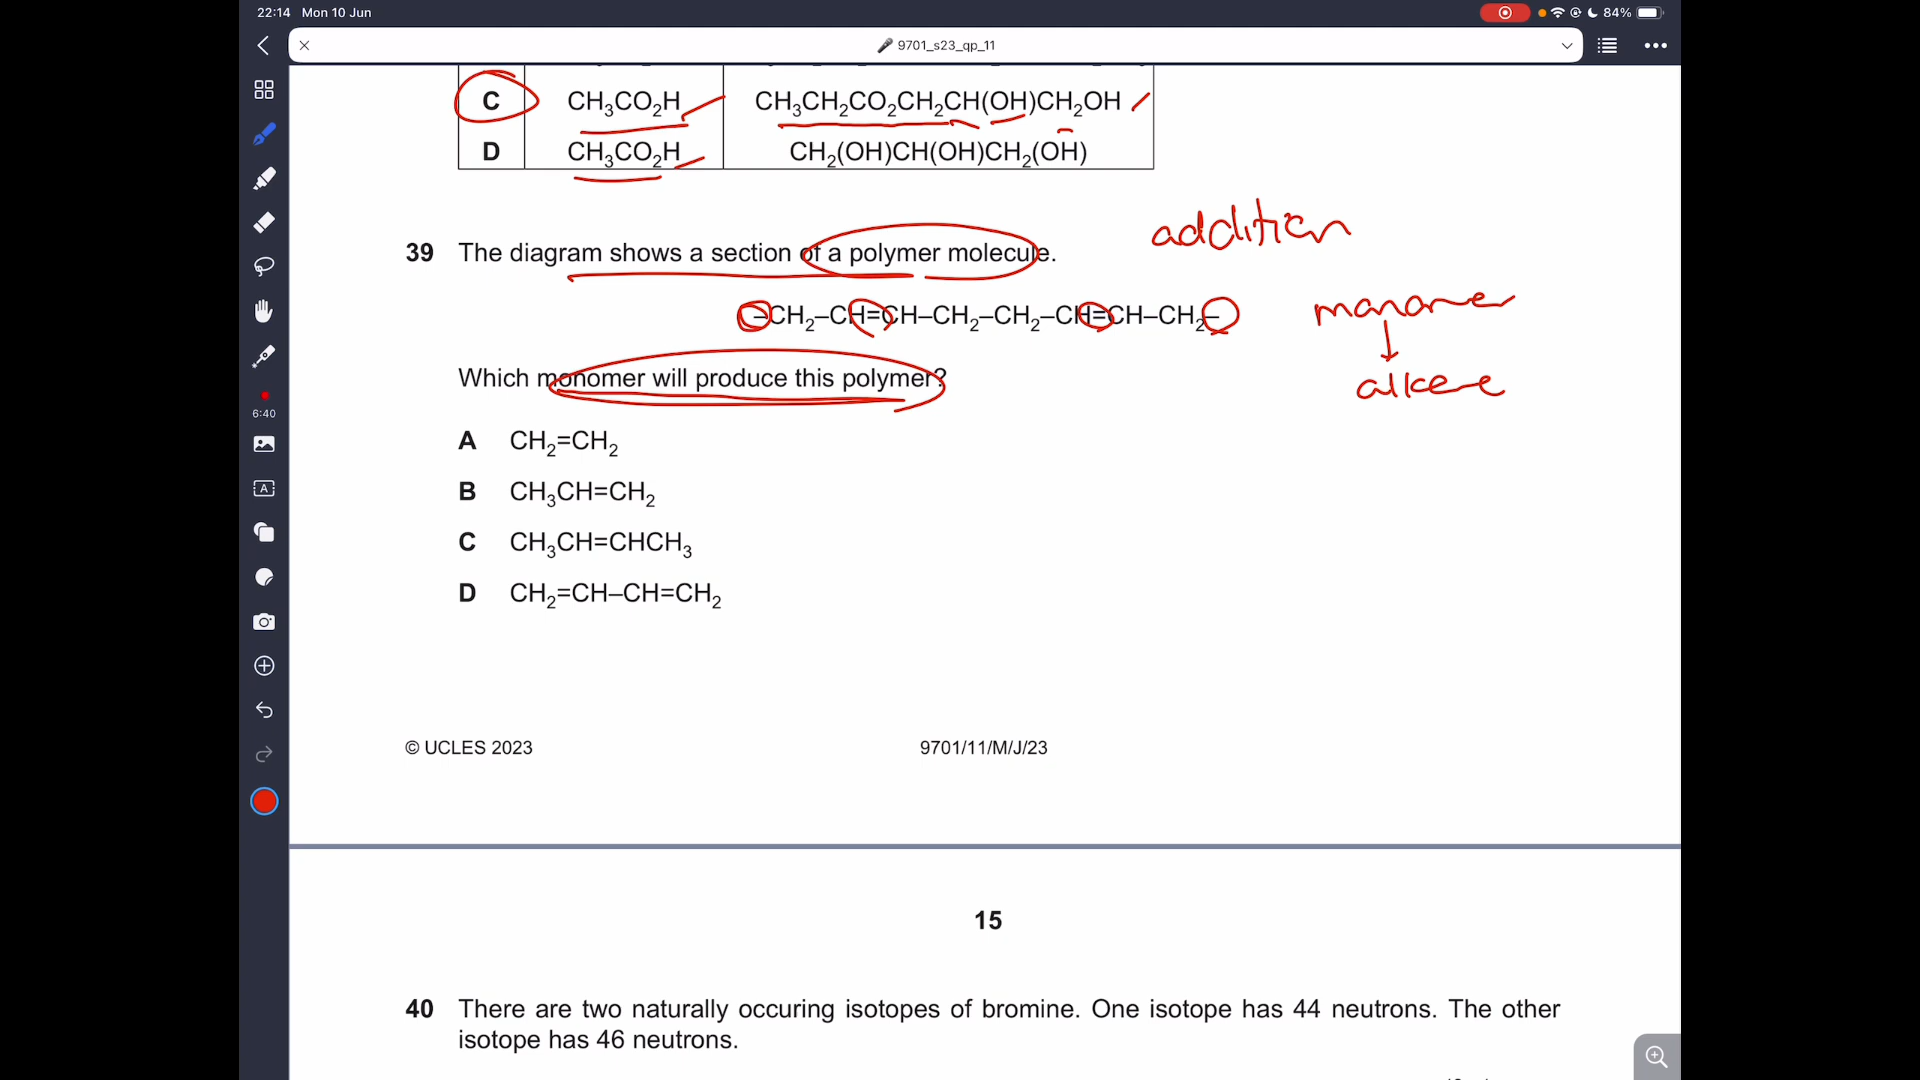 22:14 Mon 10 Jun
84%
9701_s23_qp_11
C CH₃CO₂H CH₃CH₂CO₂CH₂CH(OH)CH₂OH
D CH₃CO₂H CH₂(OH)CH(OH)CH₂(OH)
addition
39 The diagram shows a section of a polymer molecule.
–CH₂–CH=CH–CH₂–CH₂–CH=CH–CH₂–
monomer
alkene
Which monomer will produce this polymer?
6:40
A CH₂=CH₂
B CH₃CH=CH₂
C CH₃CH=CHCH₃
D CH₂=CH–CH=CH₂
© UCLES 2023 9701/11/M/J/23
15
40 There are two naturally occuring isotopes of bromine. One isotope has 44 neutrons. The other
isotope has 46 neutrons.